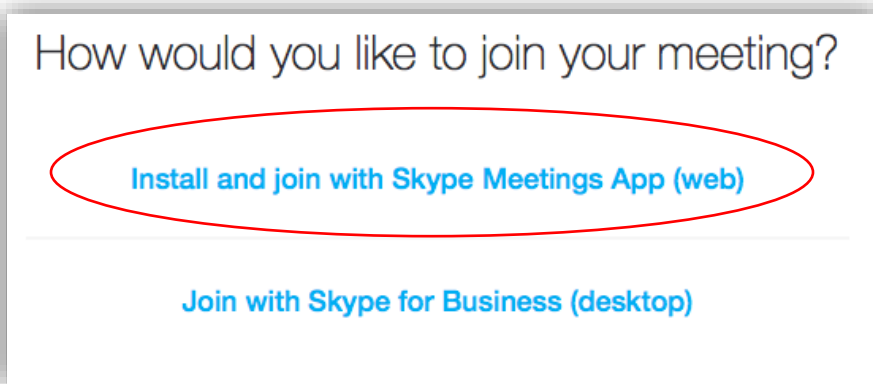 How would you like to join your meeting?
Install and join with Skype Meetings App (web)
Join with Skype for Business (desktop)